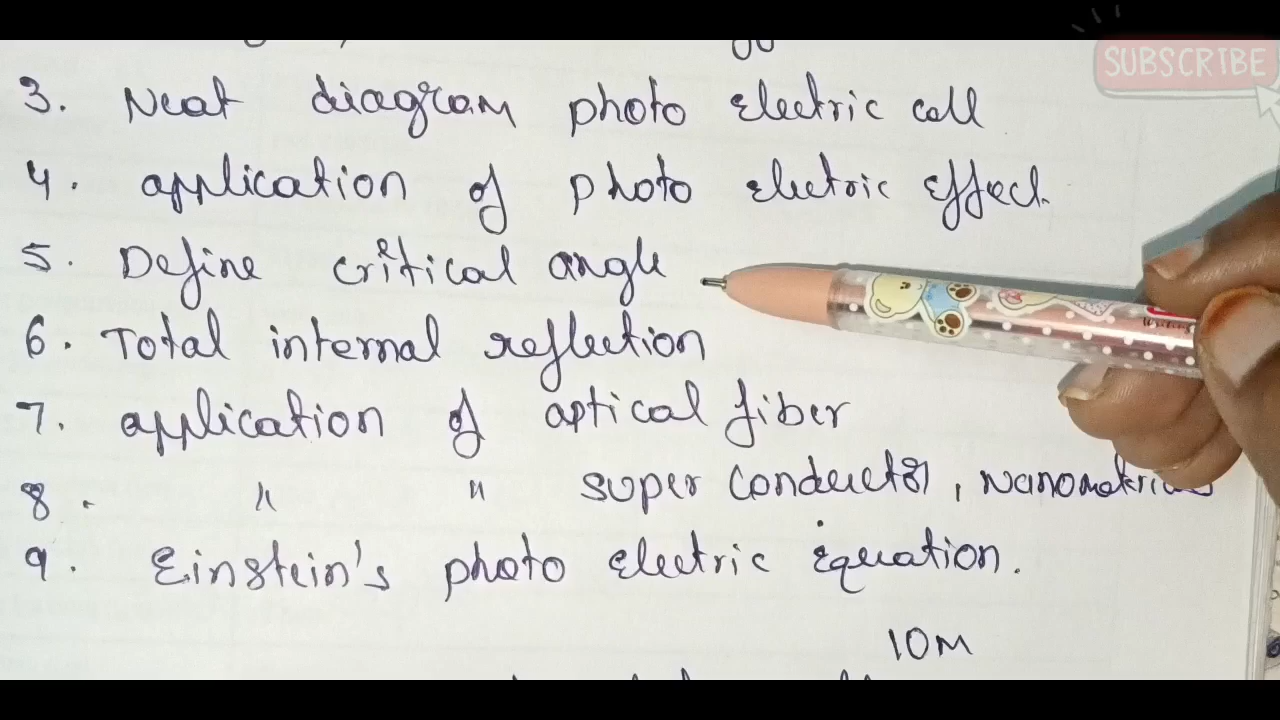 SUBSCRIBE
3. Neat diagram photo electric cell
4. application of photo electric effect.
5. Define critical angle
6. Total internal reflection
7. application of optical fiber
8. " " super conductor, Nanomatrials
9. Einstein's photo electric equation.
10M